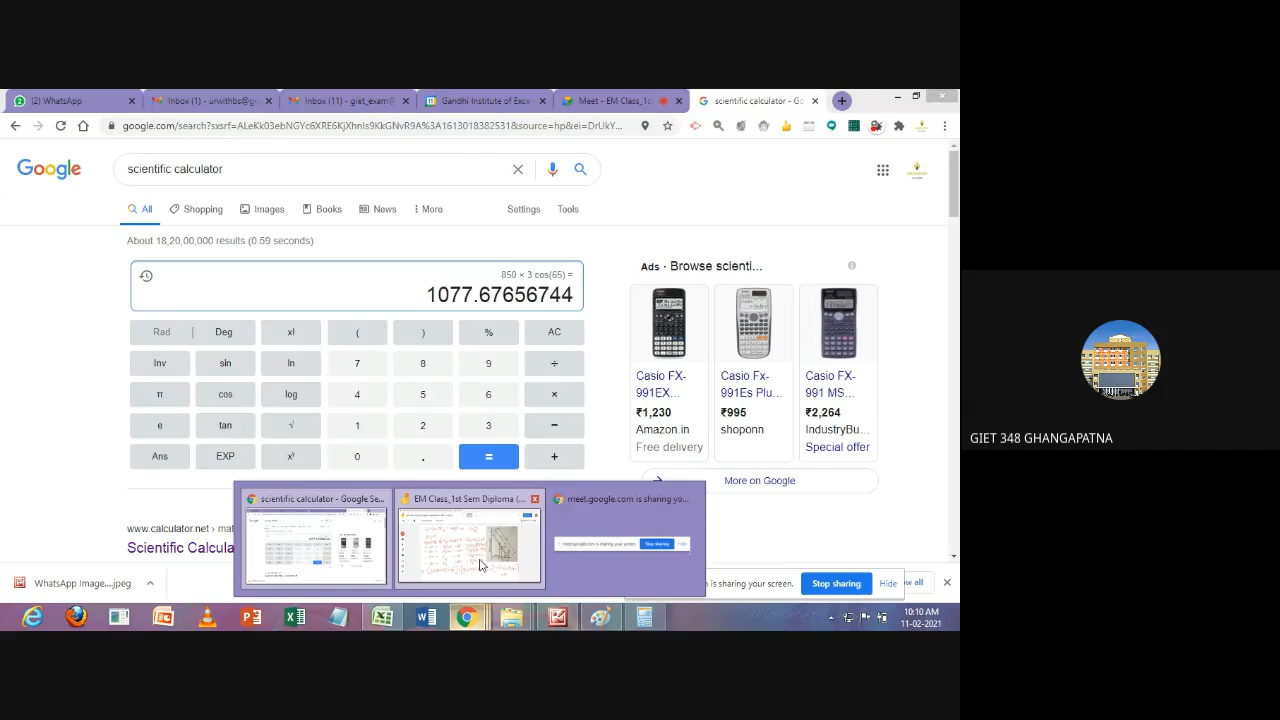 (2) WhatsApp
Inbox (1) - urwithbs@g
Inbox (11) - giet_exam@
Gandhi Institute of Exce
Meet - EM Class_1s
scientific calculator - Go
google.com/search?sxsrf=ALeKk03ebNGYc6XRE6KjXhnIs9KkGNvR9A%3A1613018382531&source=hp&ei=DrUkY...
Google
scientific calculator
All
Shopping
Images
Books
News
More
Settings
Tools
About 18,20,00,000 results (0.59 seconds)
850 × 3 cos(65) =
1077.67656744
Rad
Deg
x!
(
)
%
AC
Inv
sin
ln
7
9
÷
π
cos
log
4
5
6
×
e
tan
√
1
2
3
−
Ans
EXP
0
.
=
+
Ads · Browse scienti...
Casio FX-
991EX...
₹1,230
Amazon.in
Free delivery
Casio Fx-
991Es Plu...
₹995
shoponn
Casio FX-
991 MS...
₹2,264
IndustryBu...
Special offer
More on Google
www.calculator.net › mat
Scientific Calcula
scientific calculator - Google Se...
EM Class_1st Sem Diploma (...
meet.google.com is sharing yo...
Stop sharing
WhatsApp Image....jpeg
n is sharing your screen.
Stop sharing
Hide
ow all
10:10 AM
11-02-2021
GIET 348 GHANGAPATNA